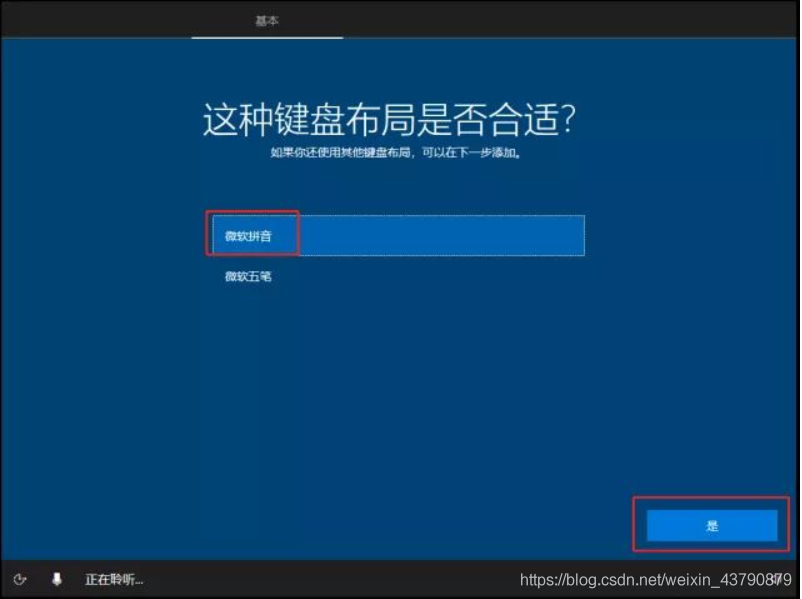 基本
这种键盘布局是否合适?
如果你还使用其他键盘布局，可以在下一步添加。
微软拼音
微软五笔
是
正在聆听...
https://blog.csdn.net/weixin_43790879